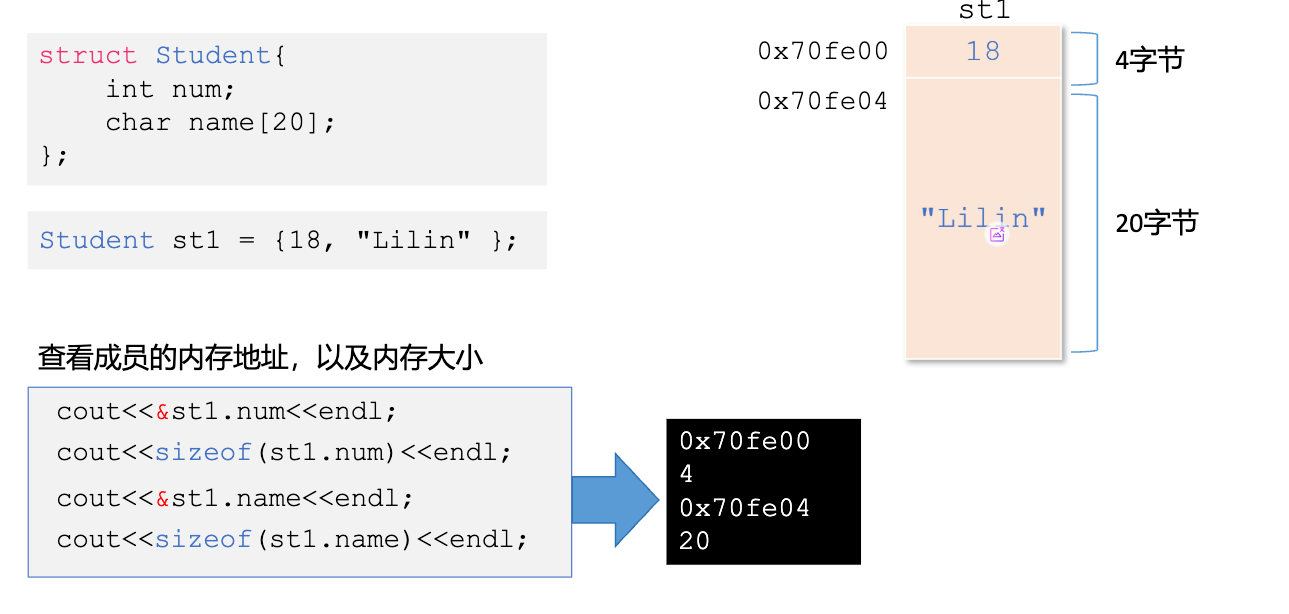 struct Student{
int num;
char name[20];
};
Student st1 = {18, "Lilin" };
st1
0x70fe00
18
4字节
0x70fe04
"Lilin"
20字节
查看成员的内存地址，以及内存大小
cout<<&st1.num<<endl;
cout<<sizeof(st1.num)<<endl;
cout<<&st1.name<<endl;
cout<<sizeof(st1.name)<<endl;
0x70fe00
4
0x70fe04
20